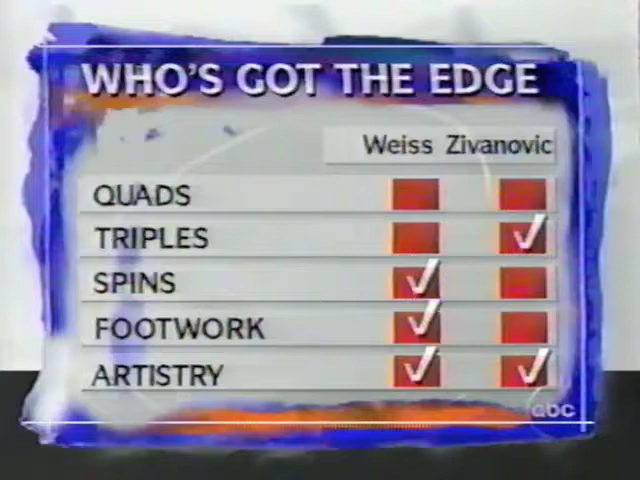 WHO'S GOT THE EDGE
Weiss Zivanovic
QUADS
TRIPLES
SPINS
FOOTWORK
ARTISTRY
abc